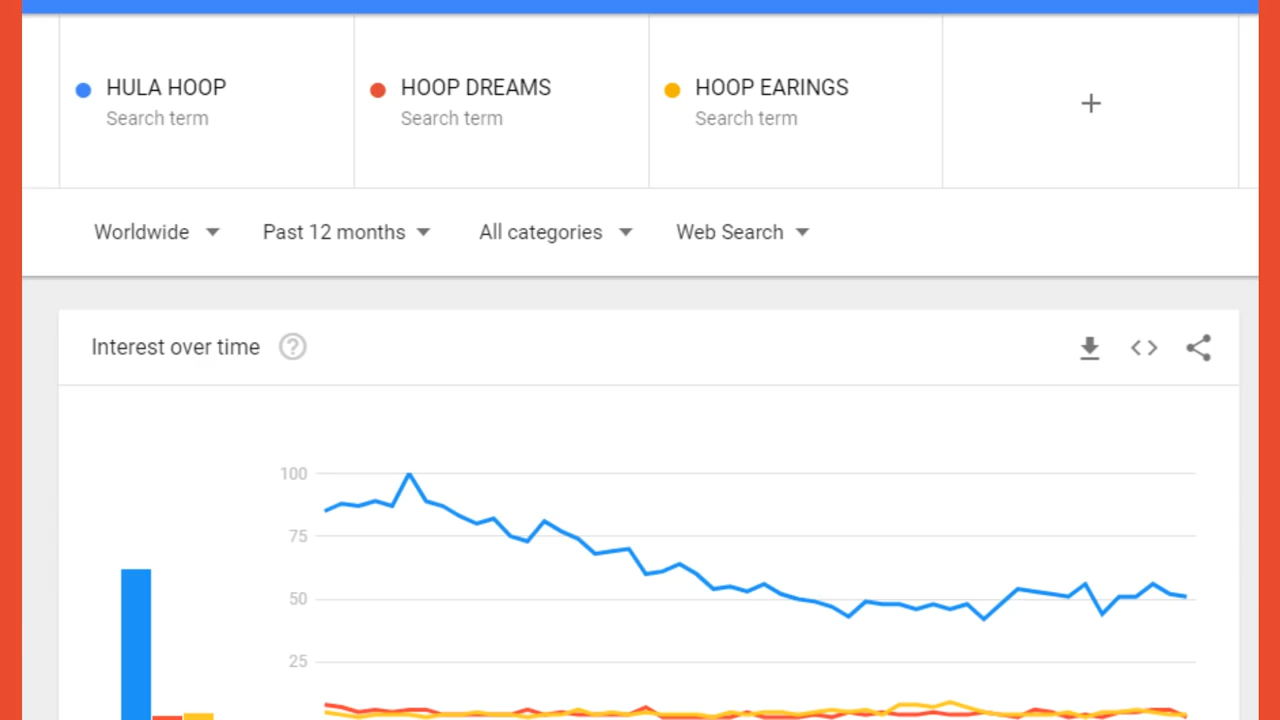 HULA HOOP
Search term
HOOP DREAMS
Search term
HOOP EARINGS
Search term
+
Worldwide
Past 12 months
All categories
Web Search
Interest over time ?
100
75
50
25